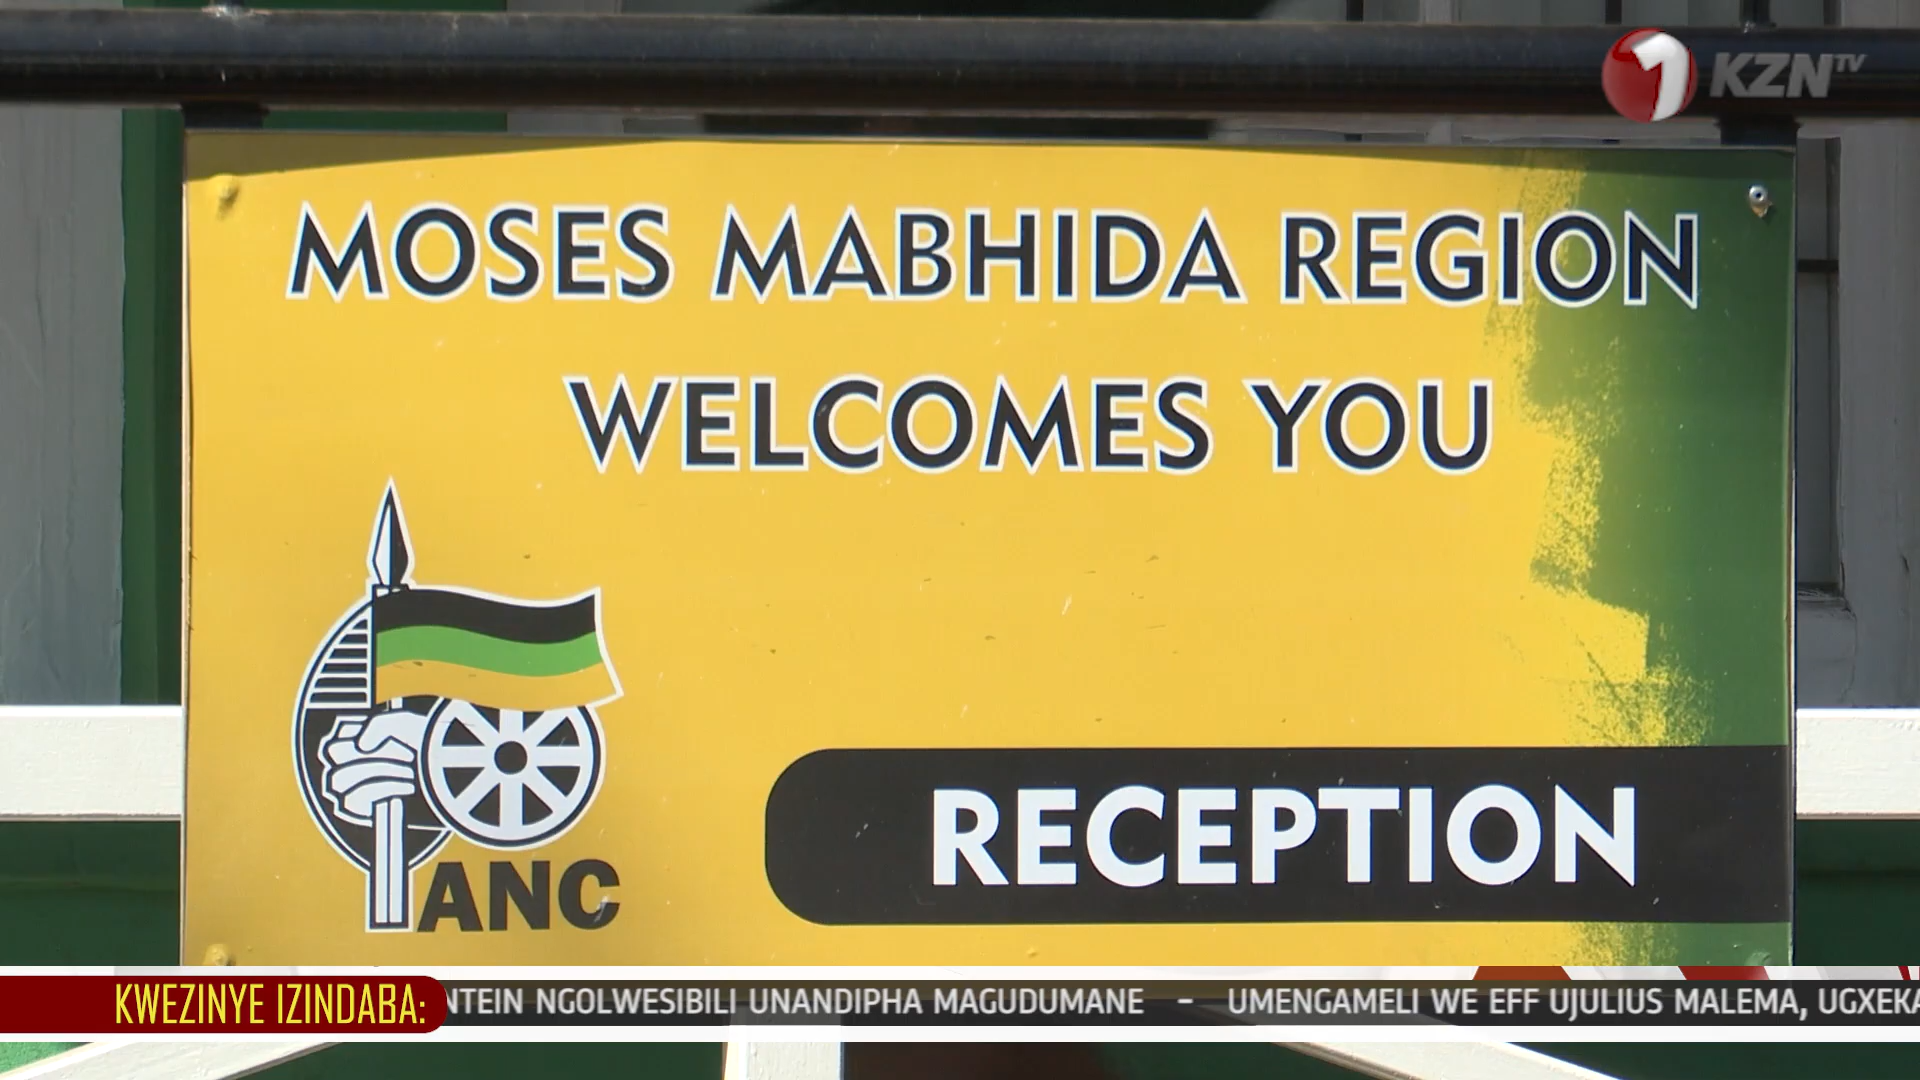 1 KZN TV
MOSES MABHIDA REGION
WELCOMES YOU
ANC
RECEPTION
KWEZINYE IZINDABA:
NGOLWESIBILI UNANDIPHA MAGUDUMANE - UMENGAMELI WE EFF UJULIUS MALEMA,